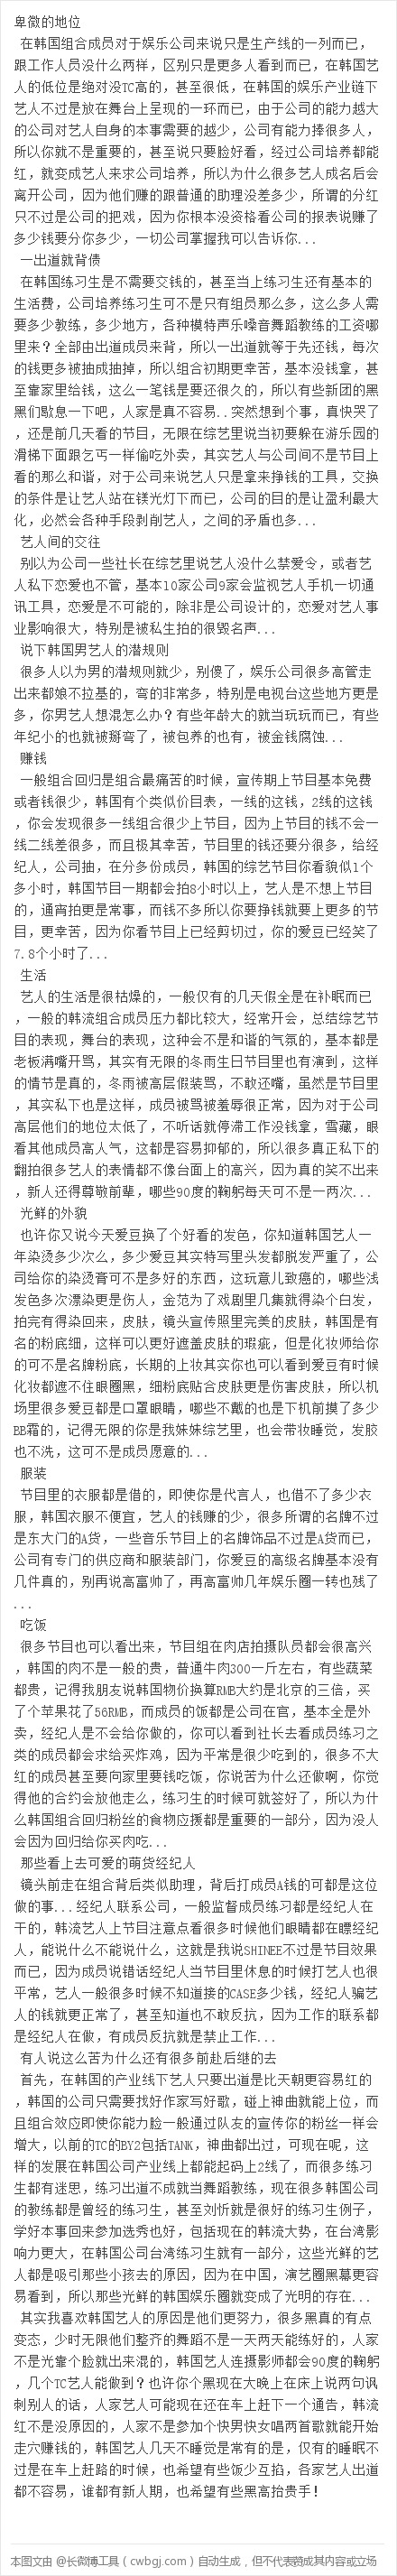 卑微的地位
在韩国组合成员对于娱乐公司来说只是生产线的一列而已，
跟工作人员没什么两样，区别只是更多人看到而已，在韩国艺
人的低位是绝对没TC高的，甚至很低，在韩国的娱乐产业链下
艺人不过是放在舞台上呈现的一环而已，由于公司的能力越大
的公司对艺人自身的本事需要的越少，公司有能力捧很多人，
所以你就不是重要的，甚至说只要脸好看，经过公司培养都能
红，就变成艺人来求公司培养，所以为什么很多艺人成名后会
离开公司，因为他们赚的跟普通的助理没差多少，所谓的分红
只不过是公司的把戏，因为你根本没资格看公司的报表说赚了
多少钱要分你多少，一切公司掌握我可以告诉你...
一出道就背债
在韩国练习生是不需要交钱的，甚至当上练习生还有基本的
生活费，公司培养练习生可不是只有组员那么多，这么多人需
要多少教练，多少地方，各种模特声乐嗓音舞蹈教练的工资哪
里来？全部由出道成员来背，所以一出道就等于先还钱，每次
的钱更多被抽成抽掉，所以组合初期更幸苦，基本没钱拿，甚
至靠家里给钱，这么一笔钱是要还很久的，所以有些新团的黑
黑们歇息一下吧，人家是真不容易..突然想到个事，真快哭了
，还是前几天看的节目，无限在综艺里说当初要躲在游乐园的
滑梯下面跟乞丐一样偷吃外卖，其实艺人与公司间不是节目上
看的那么和谐，对于公司来说艺人只是拿来挣钱的工具，交换
的条件是让艺人站在镁光灯下而已，公司的目的是让盈利最大
化，必然会各种手段剥削艺人，之间的矛盾也多...
艺人间的交往
别以为公司一些社长在综艺里说艺人没什么禁爱令，或者艺
人私下恋爱也不管，基本10家公司9家会监视艺人手机一切通
讯工具，恋爱是不可能的，除非是公司设计的，恋爱对艺人事
业影响很大，特别是被私生拍的很毁名声...
说下韩国男艺人的潜规则
很多人以为男的潜规则就少，别傻了，娱乐公司很多高管走
出来都娘不拉基的，弯的非常多，特别是电视台这些地方更是
多，你男艺人想混怎么办？有些年龄大的就当玩玩而已，有些
年纪小的也就被掰弯了，被包养的也有，被金钱腐蚀...
赚钱
一般组合回归是组合最痛苦的时候，宣传期上节目基本免费
或者钱很少，韩国有个类似价目表，一线的这钱，2线的这钱
，你会发现很多一线组合很少上节目，因为上节目的钱不会一
线二线差很多，而且极其幸苦，节目里的钱还要分很多，给经
纪人，公司抽，在分多份成员，韩国的综艺节目你看貌似1个
多小时，韩国节目一期都会拍8小时以上，艺人是不想上节目
的，通宵拍更是常事，而钱不多所以你要挣钱就要上更多的节
目，更幸苦，因为你看节目上已经剪切过，你的爱豆已经笑了
7.8个小时了...
生活
艺人的生活是很枯燥的，一般仅有的几天假全是在补眠而已
，一般的韩流组合成员压力都比较大，经常开会，总结综艺节
目的表现，舞台的表现，这种会不是和谐的气氛的，基本都是
老板满嘴开骂，其实有无限的冬雨生日节目里也有演到，这样
的情节是真的，冬雨被高层假装骂，不敢还嘴，虽然是节目里
，其实私下也是这样，成员被骂被羞辱很正常，因为对于公司
高层他们的地位太低了，不听话就停滞工作没钱拿，雪藏，眼
看其他成员高人气，这都是容易抑郁的，所以很多真正私下的
翻拍很多艺人的表情都不像台面上的高兴，因为真的笑不出来
，新人还得尊敬前辈，哪些90度的鞠躬每天可不是一两次...
光鲜的外貌
也许你又说今天爱豆换了个好看的发色，你知道韩国艺人一
年染烫多少次么，多少爱豆其实特写里头发都脱发严重了，公
司给你的染烫膏可不是多好的东西，这玩意儿致癌的，哪些浅
发色多次漂染更是伤人，金范为了戏剧里几集就得染个白发，
拍完有得染回来，皮肤，镜头宣传照里完美的皮肤，韩国是有
名的粉底细，这样可以更好遮盖皮肤的瑕疵，但是化妆师给你
的可不是名牌粉底，长期的上妆其实你也可以看到爱豆有时候
化妆都遮不住眼圈黑，细粉底贴合皮肤更是伤害皮肤，所以机
场里很多爱豆都是口罩眼睛，哪些不戴的也是下机前摸了多少
BB霜的，记得无限的你是我妹妹综艺里，也会带妆睡觉，发胶
也不洗，这可不是成员愿意的...
服装
节目里的衣服都是借的，即使你是代言人，也借不了多少衣
服，韩国衣服不便宜，艺人的钱赚的少，很多所谓的名牌不过
是东大门的A货，一些音乐节目上的名牌饰品不过是A货而已，
公司有专门的供应商和服装部门，你爱豆的高级名牌基本没有
几件真的，别再说高富帅了，再高富帅几年娱乐圈一转也残了
...
吃饭
很多节目也可以看出来，节目组在肉店拍摄队员都会很高兴
，韩国的肉不是一般的贵，普通牛肉300一斤左右，有些蔬菜
都贵，记得我朋友说韩国物价换算RMB大约是北京的三倍，买
了个苹果花了56RMB，而成员的饭都是公司在官，基本全是外
卖，经纪人是不会给你做的，你可以看到社长去看成员练习之
类的成员都会求给买炸鸡，因为平常是很少吃到的，很多不大
红的成员甚至要向家里要钱吃饭，你说苦为什么还做啊，你觉
得他的合约会放他走么，练习生的时候可就签好了，所以为什
么韩国组合回归粉丝的食物应援都是重要的一部分，因为没人
会因为回归给你买肉吃...
那些看上去可爱的萌货经纪人
镜头前走在组合背后类似助理，背后打成员A钱的可都是这位
做的事...经纪人联系公司，一般监督成员练习都是经纪人在
干的，韩流艺人上节目注意点看很多时候他们眼睛都在瞟经纪
人，能说什么不能说什么，这就是我说SHINEE不过是节目效果
而已，因为成员说错话经纪人当节目里休息的时候打艺人也很
平常，艺人一般很多时候不知道接的CASE多少钱，经纪人骗艺
人的钱就更正常了，甚至知道也不敢反抗，因为工作的联系都
是经纪人在做，有成员反抗就是禁止工作...
有人说这么苦为什么还有很多前赴后继的去
首先，在韩国的产业线下艺人只要出道是比天朝更容易红的
，韩国的公司只需要找好作家写好歌，碰上神曲就能上位，而
且组合效应即使你能力脸一般通过队友的宣传你的粉丝一样会
增大，以前的TC的BY2包括TANK，神曲都出过，可现在呢，这
样的发展在韩国公司产业线上都能起码上2线了，而很多练习
生都有迷思，练习出道不成就当舞蹈教练，现在很多韩国公司
的教练都是曾经的练习生，甚至刘忻就是很好的练习生例子，
学好本事回来参加选秀也好，包括现在的韩流大势，在台湾影
响力更大，在韩国公司台湾练习生就有一部分，这些光鲜的艺
人都是吸引那些小孩去的原因，因为在中国，演艺圈黑幕更容
易看到，所以那些光鲜的韩国娱乐圈就变成了光明的存在...
其实我喜欢韩国艺人的原因是他们更努力，很多黑真的有点
变态，少时无限他们整齐的舞蹈不是一天两天能练好的，人家
不是光靠个脸就出来混的，韩国艺人连摄影师都会90度的鞠躬
，几个TC艺人能做到？也许你个黑现在大晚上在床上说两句讽
刺别人的话，人家艺人可能现在还在车上赶下一个通告，韩流
红不是没原因的，人家不是参加个快男快女唱两首歌就能开始
走穴赚钱的，韩国艺人几天不睡觉是常有的是，仅有的睡眠不
过是在车上赶路的时候，也希望有些饭少互掐，各家艺人出道
都不容易，谁都有新人期，也希望有些黑高抬贵手！
本图文由 @长微博工具（cwbgj.com）自动生成，但不代表赞成其内容或立场